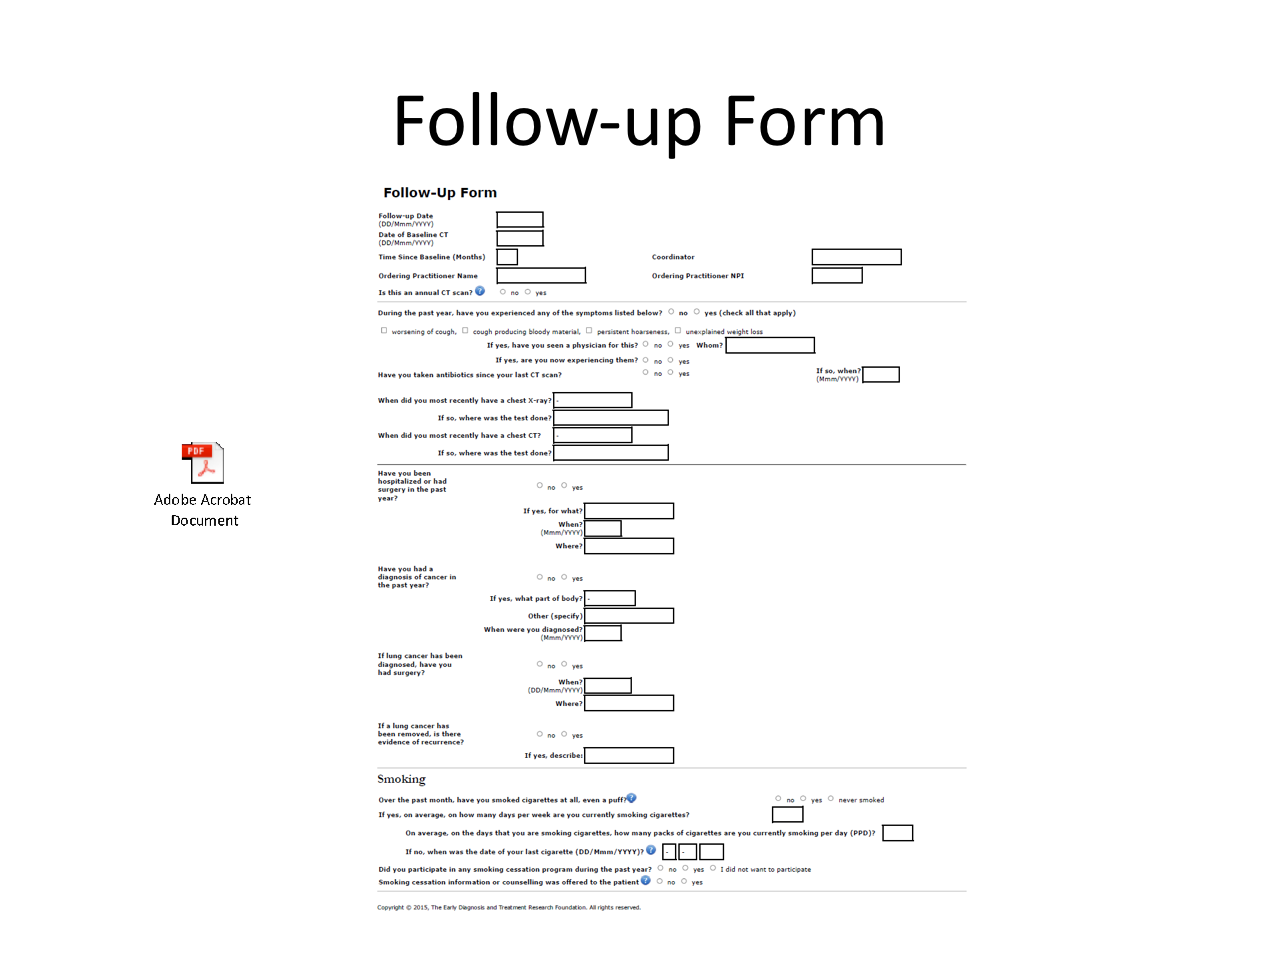 Follow-up Form
Follow-Up Form
Follow-up Date
(DD/Mmm/YYYY)
Date of Baseline CT
(DD/Mmm/YYYY)
Time Since Baseline (Months) Coordinator
Ordering Practitioner Name Ordering Practitioner NPI
Is this an annual CT scan? ? no yes
During the past year, have you experienced any of the symptoms listed below? no yes (check all that apply)
worsening of cough, cough producing bloody material, persistent hoarseness, unexplained weight loss
If yes, have you seen a physician for this? no yes Whom?
If yes, are you now experiencing them? no yes
Have you taken antibiotics since your last CT scan? no yes If so, when?
(Mmm/YYYY)
When did you most recently have a chest X-ray? -
If so, where was the test done?
When did you most recently have a chest CT? -
If so, where was the test done?
PDF
Adobe Acrobat
Document
Have you been
hospitalized or had
surgery in the past
year?
no yes
If yes, for what?
When?
(Mmm/YYYY)
Where?
Have you had a
diagnosis of cancer in
the past year?
no yes
If yes, what part of body? -
Other (specify)
When were you diagnosed?
(Mmm/YYYY)
If lung cancer has been
diagnosed, have you
had surgery?
no yes
When?
(DD/Mmm/YYYY)
Where?
If a lung cancer has
been removed, is there
evidence of recurrence?
no yes
If yes, describe:
Smoking
Over the past month, have you smoked cigarettes at all, even a puff? ? no yes never smoked
If yes, on average, on how many days per week are you currently smoking cigarettes?
On average, on the days that you are smoking cigarettes, how many packs of cigarettes are you currently smoking per day (PPD)?
If no, when was the date of your last cigarette (DD/Mmm/YYYY)? ? - -
Did you participate in any smoking cessation program during the past year? no yes I did not want to participate
Smoking cessation information or counselling was offered to the patient ? no yes
Copyright © 2015, The Early Diagnosis and Treatment Research Foundation. All rights reserved.